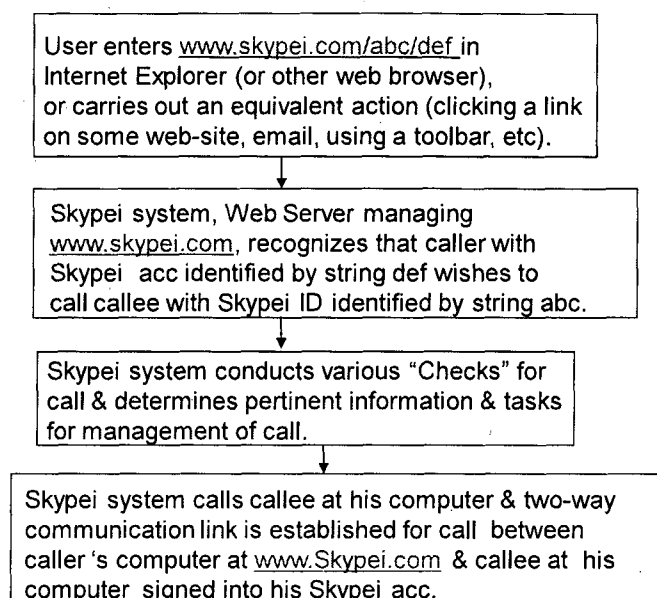 User enters www.skypei.com/abc/def in
Internet Explorer (or other web browser),
or carries out an equivalent action (clicking a link
on some web-site, email, using a toolbar, etc).
Skypei system, Web Server managing
www.skypei.com, recognizes that caller with
Skypei acc identified by string def wishes to
call callee with Skypei ID identified by string abc.
Skypei system conducts various “Checks” for
call & determines pertinent information & tasks
for management of call.
Skypei system calls callee at his computer & two-way
communication link is established for call between
caller 's computer at www.Skypei.com & callee at his
computer signed into his Skypei acc.